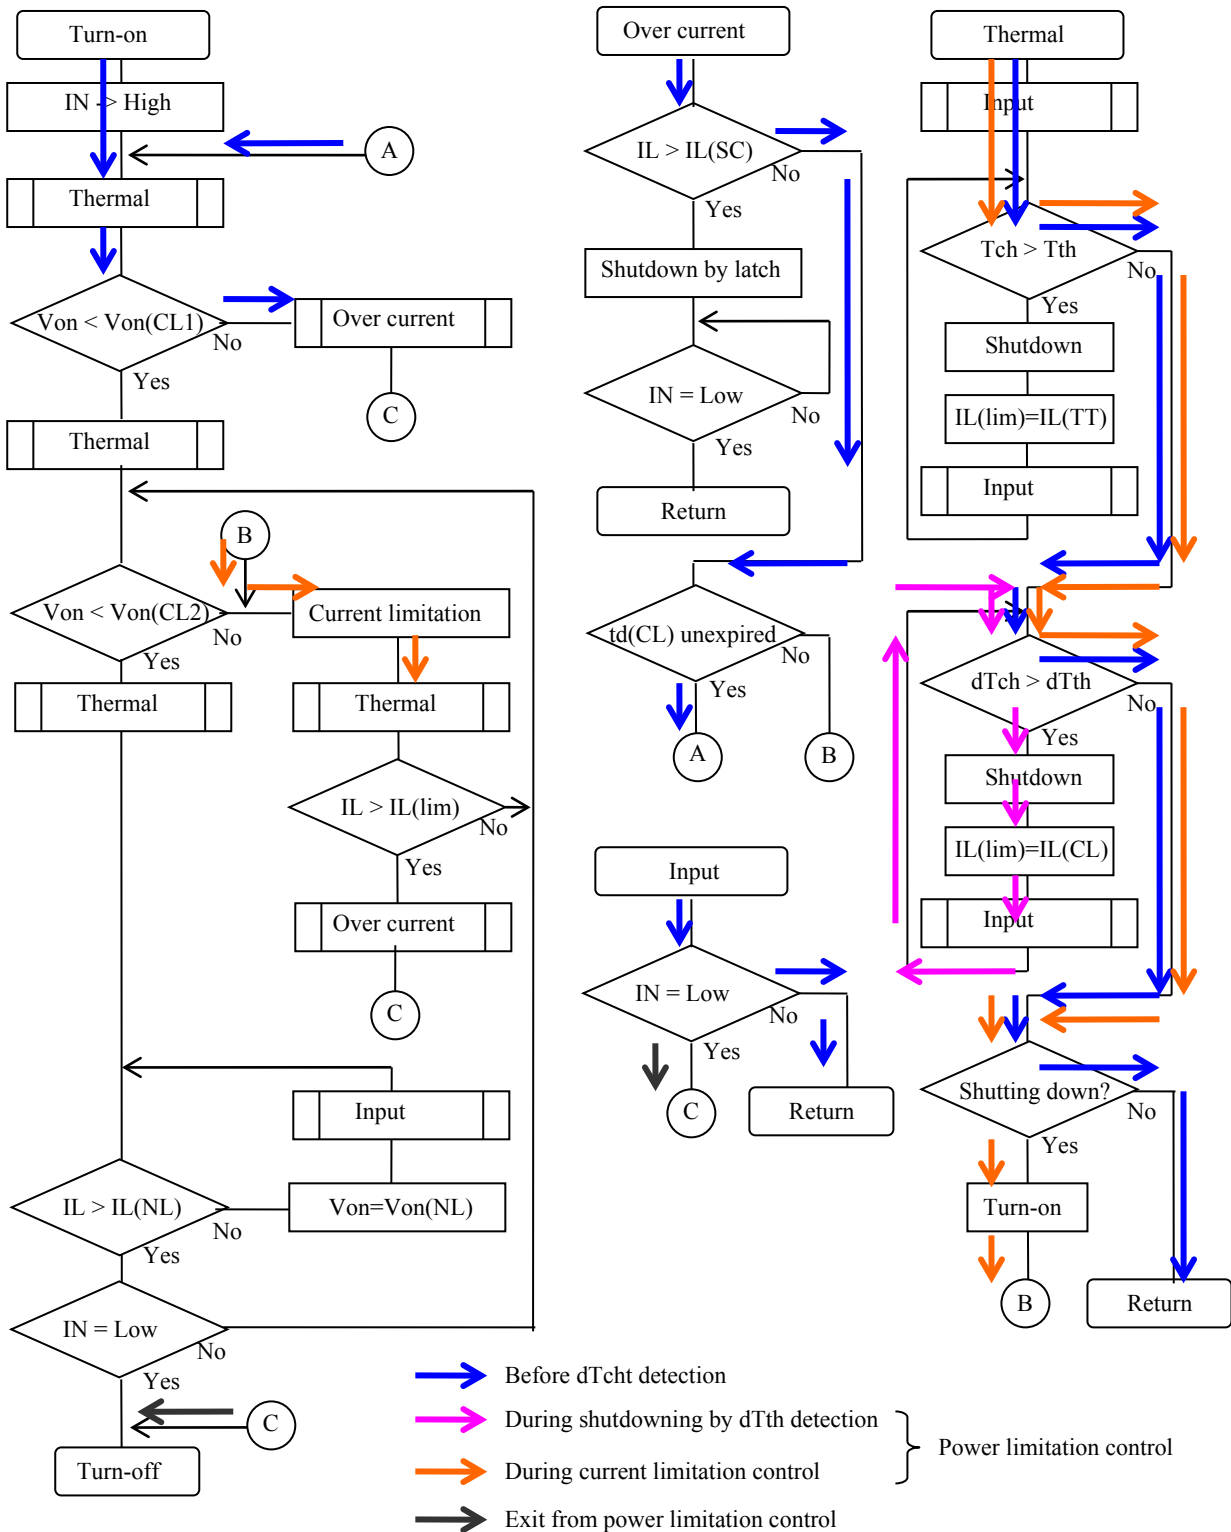 Turn-on
IN -> High
A
Thermal
Von < Von(CL1)
No
Yes
Over current
C
Thermal
B
Von < Von(CL2)
No
Yes
Current limitation
Thermal
Thermal
IL > IL(lim)
No
Yes
Over current
C
Input
IL > IL(NL)
No
Yes
Von=Von(NL)
IN = Low
No
Yes
C
Turn-off
Over current
IL > IL(SC)
No
Yes
Shutdown by latch
IN = Low
No
Yes
Return
td(CL) unexpired
No
Yes
A
B
Input
IN = Low
No
Yes
C
Return
Thermal
Input
Tch > Tth
No
Yes
Shutdown
IL(lim)=IL(TT)
Input
dTch > dTth
No
Yes
Shutdown
IL(lim)=IL(CL)
Input
Shutting down?
No
Yes
Turn-on
B
Return
Before dTcht detection
During shutdowning by dTth detection
During current limitation control
Power limitation control
Exit from power limitation control